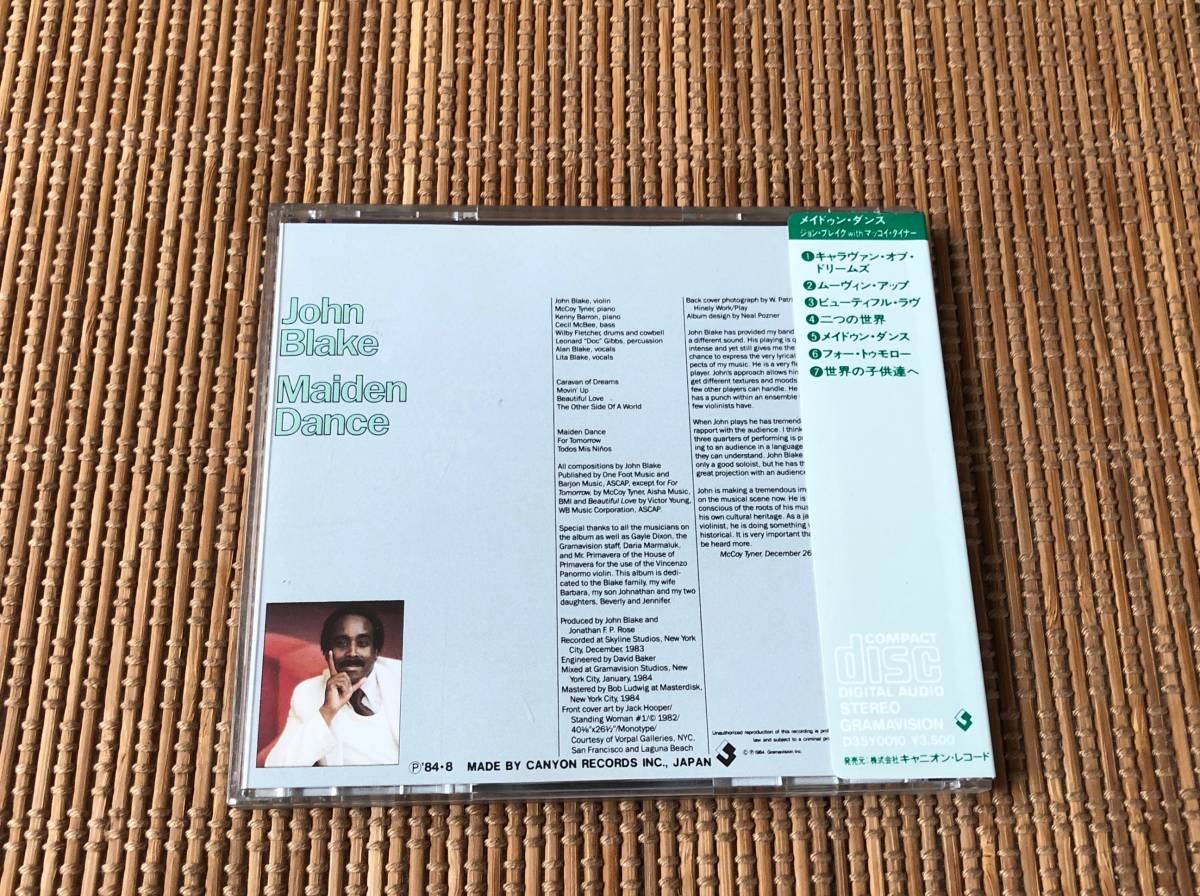 John
Blake
Maiden
Dance
John Blake, violin
McCoy Tyner, piano
Kenny Barron, piano
Cecil McBee, bass
Wilby Fletcher, drums and cowbell
Leonard "Doc" Gibbs, percussion
Alan Blake, vocals
Lita Blake, vocals
Caravan of Dreams
Movin' Up
Beautiful Love
The Other Side Of A World
Maiden Dance
For Tomorrow
Todos Mis Niños
All compositions by John Blake
Published by One Foot Music and
Barjon Music, ASCAP, except for For
Tomorrow, by McCoy Tyner, Aisha Music,
BMI and Beautiful Love by Victor Young,
WB Music Corporation, ASCAP.
Special thanks to all the musicians on
the album as well as Gayle Dixon, the
Gramavision staff, Daria Marmaluk,
and Mr. Primavera of the House of
Primavera for the use of the Vincenzo
Panormo violin. This album is dedi-
cated to the Blake family, my wife
Barbara, my son Johnathan and my two
daughters, Beverly and Jennifer.
Produced by John Blake and
Jonathan F. P. Rose
Recorded at Skyline Studios, New York
City, December, 1983
Engineered by David Baker
Mixed at Gramavision Studios, New
York City, January, 1984
Mastered by Bob Ludwig at Masterdisk,
New York City, 1984
Front cover art by Jack Hooper/
Standing Woman #1/© 1982/
40⅛"x26½"/Monotype/
Courtesy of Vorpal Galleries, NYC,
San Francisco and Laguna Beach
Back cover photograph by W. Patri
Hinely Work/Play
Album design by Neal Pozner
John Blake has provided my band
a different sound. His playing is q
intense and yet still gives me the
chance to express the very lyrical
pects of my music. He is a very fl
player. John's approach allows him
get different textures and moods
few other players can handle. He
has a punch within an ensemble
few violinists have.
When John plays he has tremend
rapport with the audience. I think
three quarters of performing is p
ing to an audience in a language
they can understand. John Blake
only a good soloist, but he has th
great projection with an audience
John is making a tremendous im
on the musical scene now. He is
conscious of the roots of his mus
his own cultural heritage. As a ja
violinist, he is doing something
historical. It is very important tha
be heard more.
McCoy Tyner, December 26
Unauthorized reproduction of this recording is pro
law and subject to a criminal pro
© ℗ 1984 Gramavision Inc.
℗'84・8 MADE BY CANYON RECORDS INC., JAPAN
メイドゥン・ダンス
ジョン・ブレイク with マッコイ・タイナー
❶キャラヴァン・オブ・
ドリームズ
❷ムーヴィン・アップ
❸ビューティフル・ラヴ
❹二つの世界
❺メイドゥン・ダンス
❻フォー・トゥモロー
❼世界の子供達へ
COMPACT
disc
DIGITAL AUDIO
STEREO
GRAMAVISION
D35Y0010 ¥3,500
発売元:株式会社キャニオン・レコード